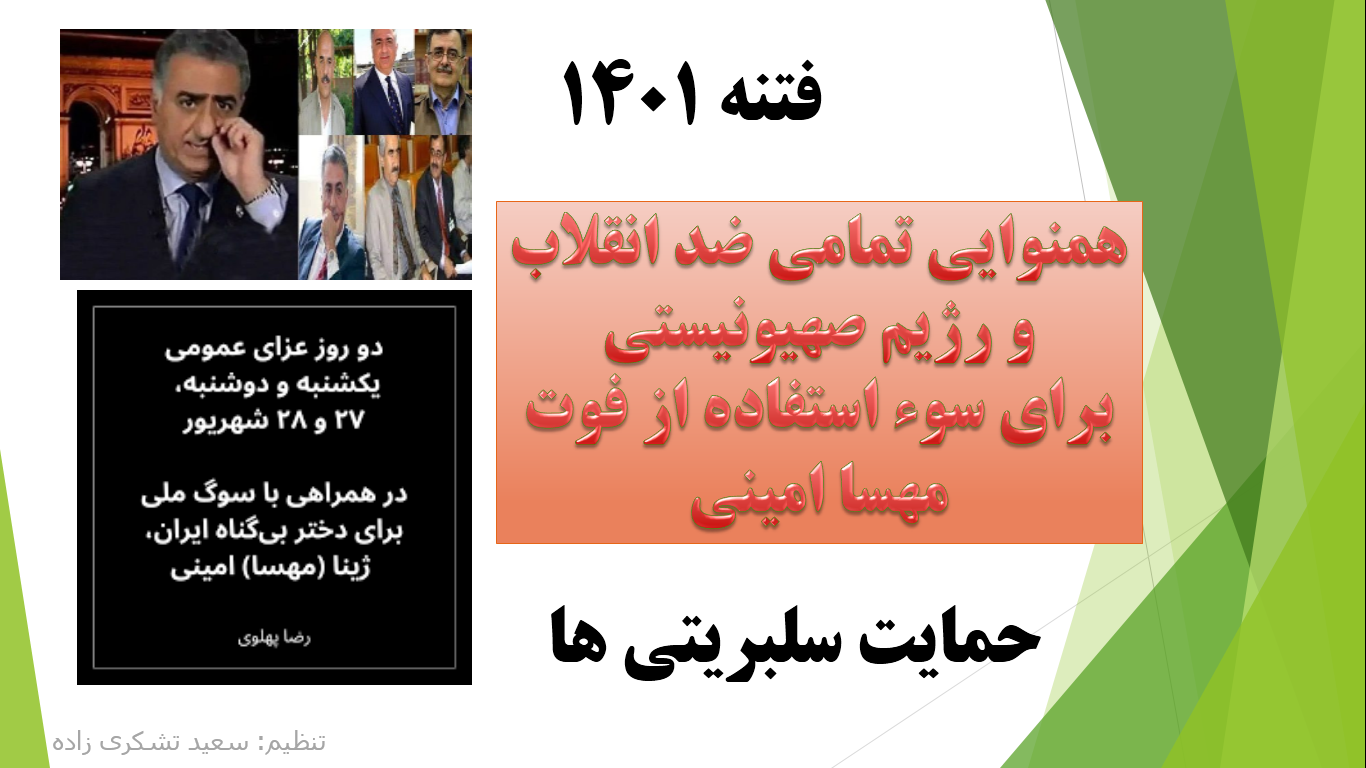 فتنه ۱۴۰۱
همنوایی تمامی ضد انقلاب
و رژیم صهیونیستی
برای سوء استفاده از فوت
مهسا امینی
حمایت سلبریتی ها
دو روز عزای عمومی
یکشنبه و دوشنبه،
۲۷ و ۲۸ شهریور
در همراهی با سوگ ملی
برای دختر بی‌گناه ایران،
ژینا (مهسا) امینی
رضا پهلوی
تنظیم: سعید تشکری زاده